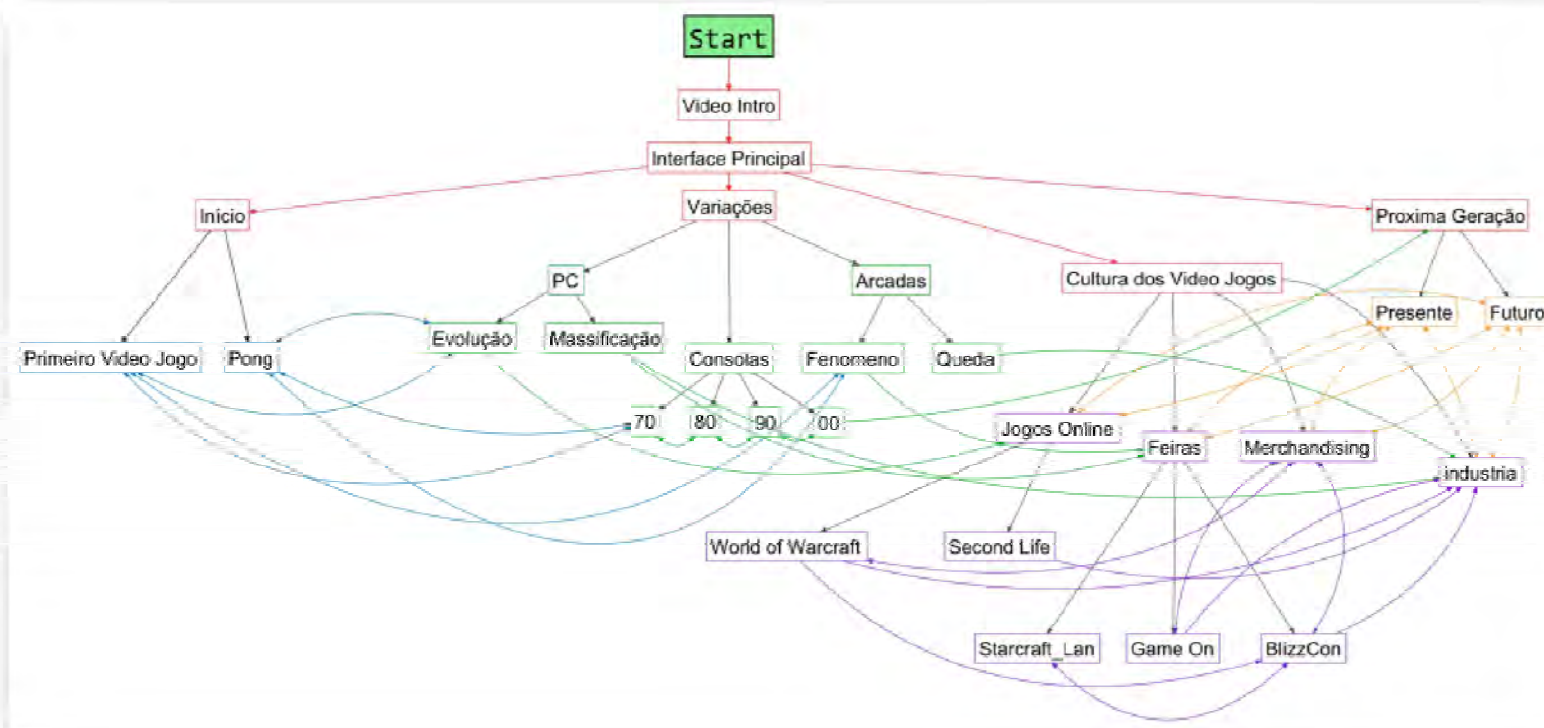 Start
Video Intro
Interface Principal
Início
Variações
Proxima Geração
PC
Arcadas
Cultura dos Video Jogos
Presente
Futuro
Primeiro Video Jogo
Pong
Evolução
Massificação
Consolas
Fenomeno
Queda
70
80
90
00
Jogos Online
Feiras
Merchandising
industria
World of Warcraft
Second Life
Starcraft_Lan
Game On
BlizzCon